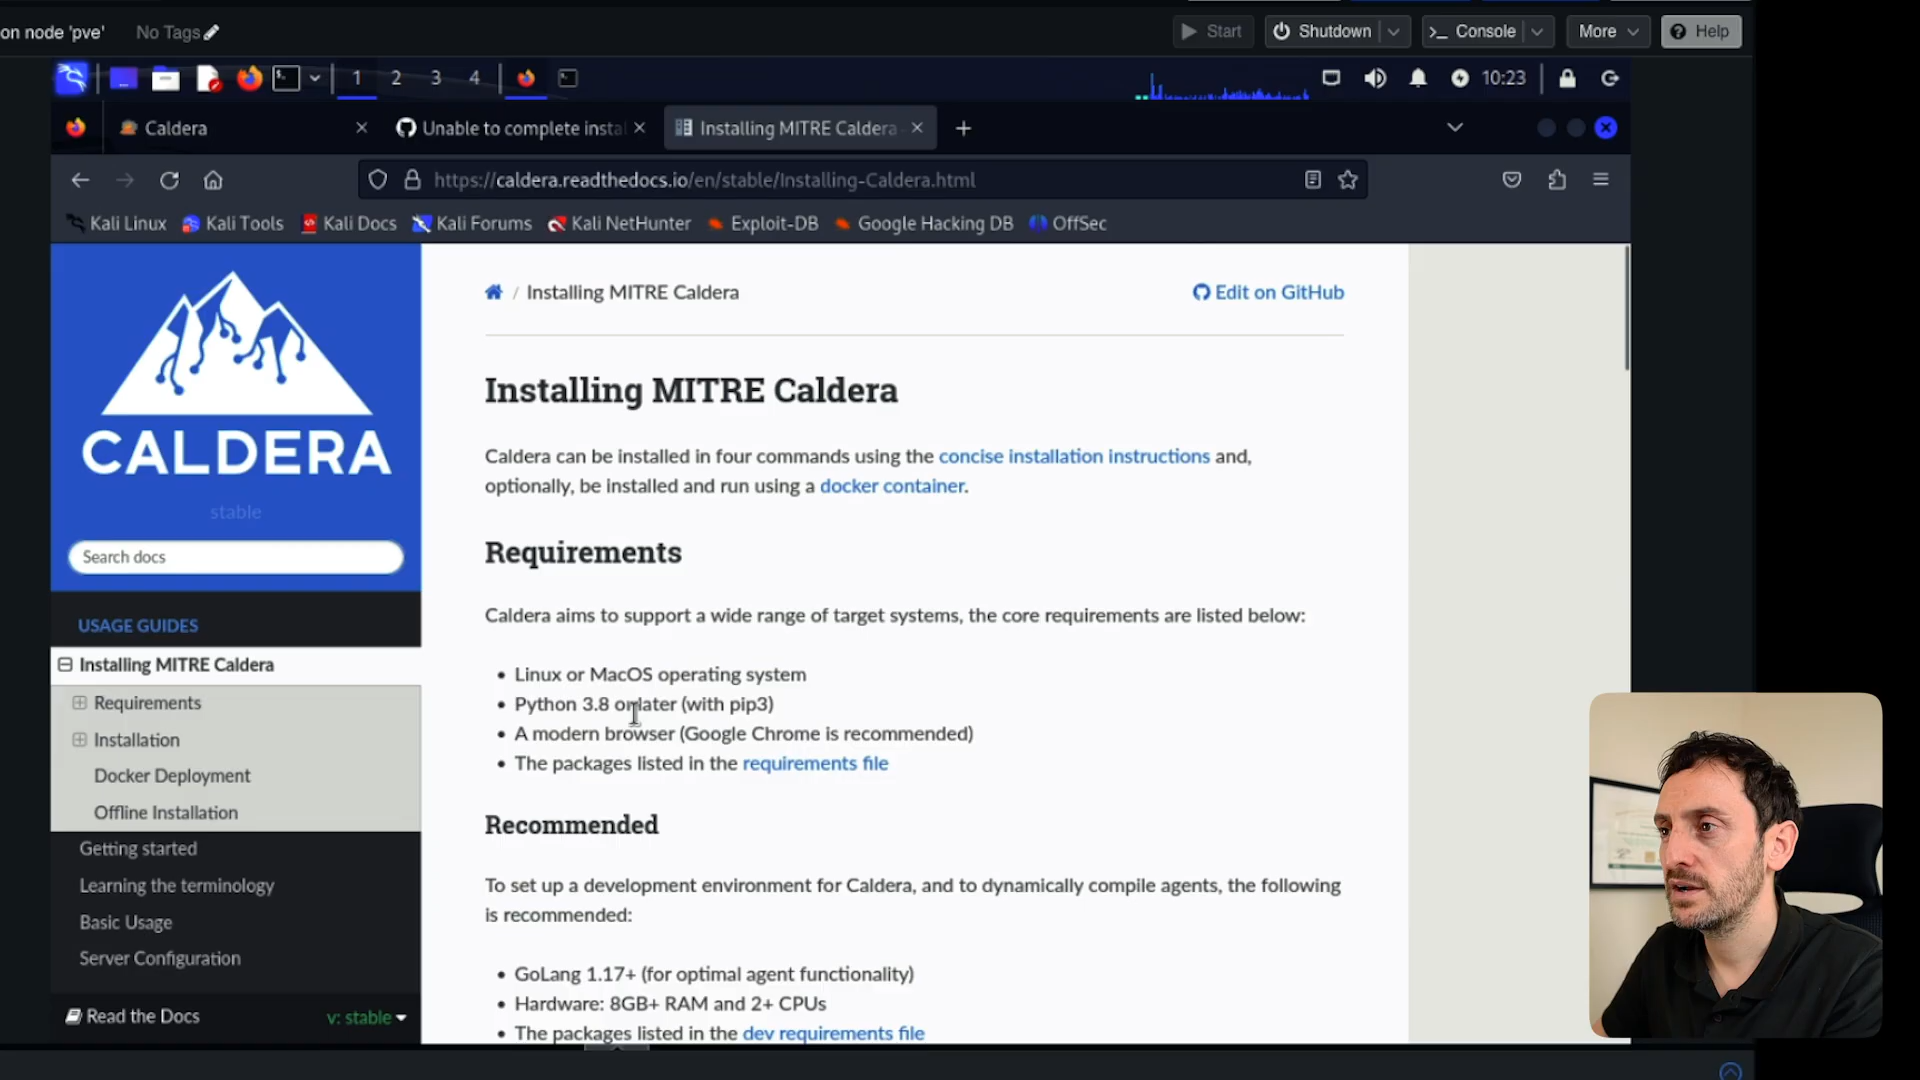 on node 'pve'
No Tags
Start
Shutdown
Console
More
Help
1 2 3 4
10:23
Caldera
Unable to complete instal
Installing MITRE Caldera
https://caldera.readthedocs.io/en/stable/Installing-Caldera.html
Kali Linux
Kali Tools
Kali Docs
Kali Forums
Kali NetHunter
Exploit-DB
Google Hacking DB
OffSec
CALDERA
stable
Search docs
USAGE GUIDES
Installing MITRE Caldera
Requirements
Installation
Docker Deployment
Offline Installation
Getting started
Learning the terminology
Basic Usage
Server Configuration
Read the Docs
v: stable
/ Installing MITRE Caldera
Edit on GitHub
Installing MITRE Caldera
Caldera can be installed in four commands using the concise installation instructions and,
optionally, be installed and run using a docker container.
Requirements
Caldera aims to support a wide range of target systems, the core requirements are listed below:
• Linux or MacOS operating system
• Python 3.8 or later (with pip3)
• A modern browser (Google Chrome is recommended)
• The packages listed in the requirements file
Recommended
To set up a development environment for Caldera, and to dynamically compile agents, the following
is recommended:
• GoLang 1.17+ (for optimal agent functionality)
• Hardware: 8GB+ RAM and 2+ CPUs
• The packages listed in the dev requirements file